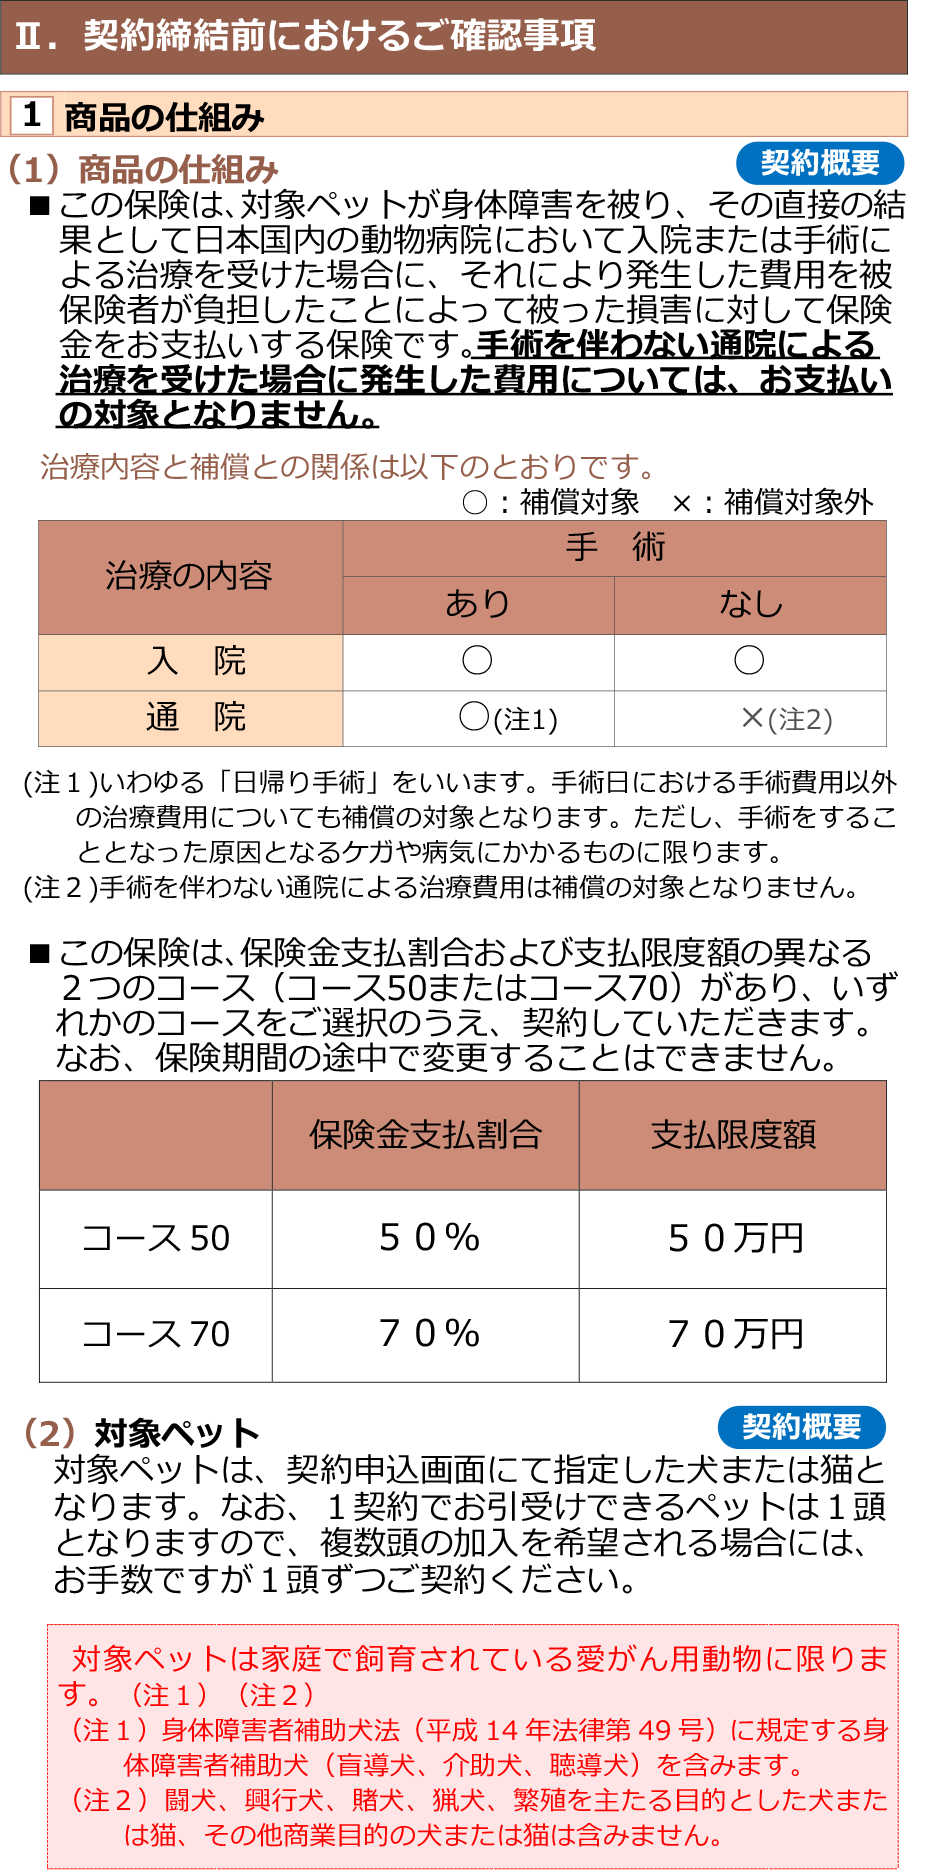 Ⅱ．契約締結前におけるご確認事項
1 商品の仕組み
（1）商品の仕組み 契約概要
■この保険は、対象ペットが身体障害を被り、その直接の結
果として日本国内の動物病院において入院または手術に
よる治療を受けた場合に、それにより発生した費用を被
保険者が負担したことによって被った損害に対して保険
金をお支払いする保険です。手術を伴わない通院による
治療を受けた場合に発生した費用については、お支払い
の対象となりません。
治療内容と補償との関係は以下のとおりです。
○：補償対象　×：補償対象外
治療の内容 手　術
あり なし
入　院 ○ ○
通　院 ○(注1) ×(注2)
(注１)いわゆる「日帰り手術」をいいます。手術日における手術費用以外
の治療費用についても補償の対象となります。ただし、手術をするこ
ととなった原因となるケガや病気にかかるものに限ります。
(注２)手術を伴わない通院による治療費用は補償の対象となりません。
■この保険は、保険金支払割合および支払限度額の異なる
２つのコース（コース50またはコース70）があり、いず
れかのコースをご選択のうえ、契約していただきます。
なお、保険期間の途中で変更することはできません。
保険金支払割合 支払限度額
コース50 ５０％ ５０万円
コース70 ７０％ ７０万円
（2）対象ペット 契約概要
対象ペットは、契約申込画面にて指定した犬または猫と
なります。なお、１契約でお引受けできるペットは１頭
となりますので、複数頭の加入を希望される場合には、
お手数ですが１頭ずつご契約ください。
対象ペットは家庭で飼育されている愛がん用動物に限りま
す。（注１）（注２）
（注１）身体障害者補助犬法（平成 14 年法律第 49 号）に規定する身
体障害者補助犬（盲導犬、介助犬、聴導犬）を含みます。
（注２）闘犬、興行犬、賭犬、猟犬、繁殖を主たる目的とした犬また
は猫、その他商業目的の犬または猫は含みません。